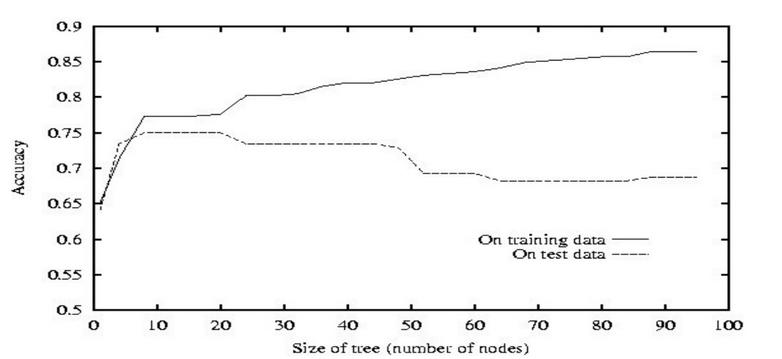 0.9
0.85
0.8
0.75
0.7
0.65
0.6
0.55
0.5
Accuracy
On training data
On test data
0 10 20 30 40 50 60 70 80 90 100
Size of tree (number of nodes)